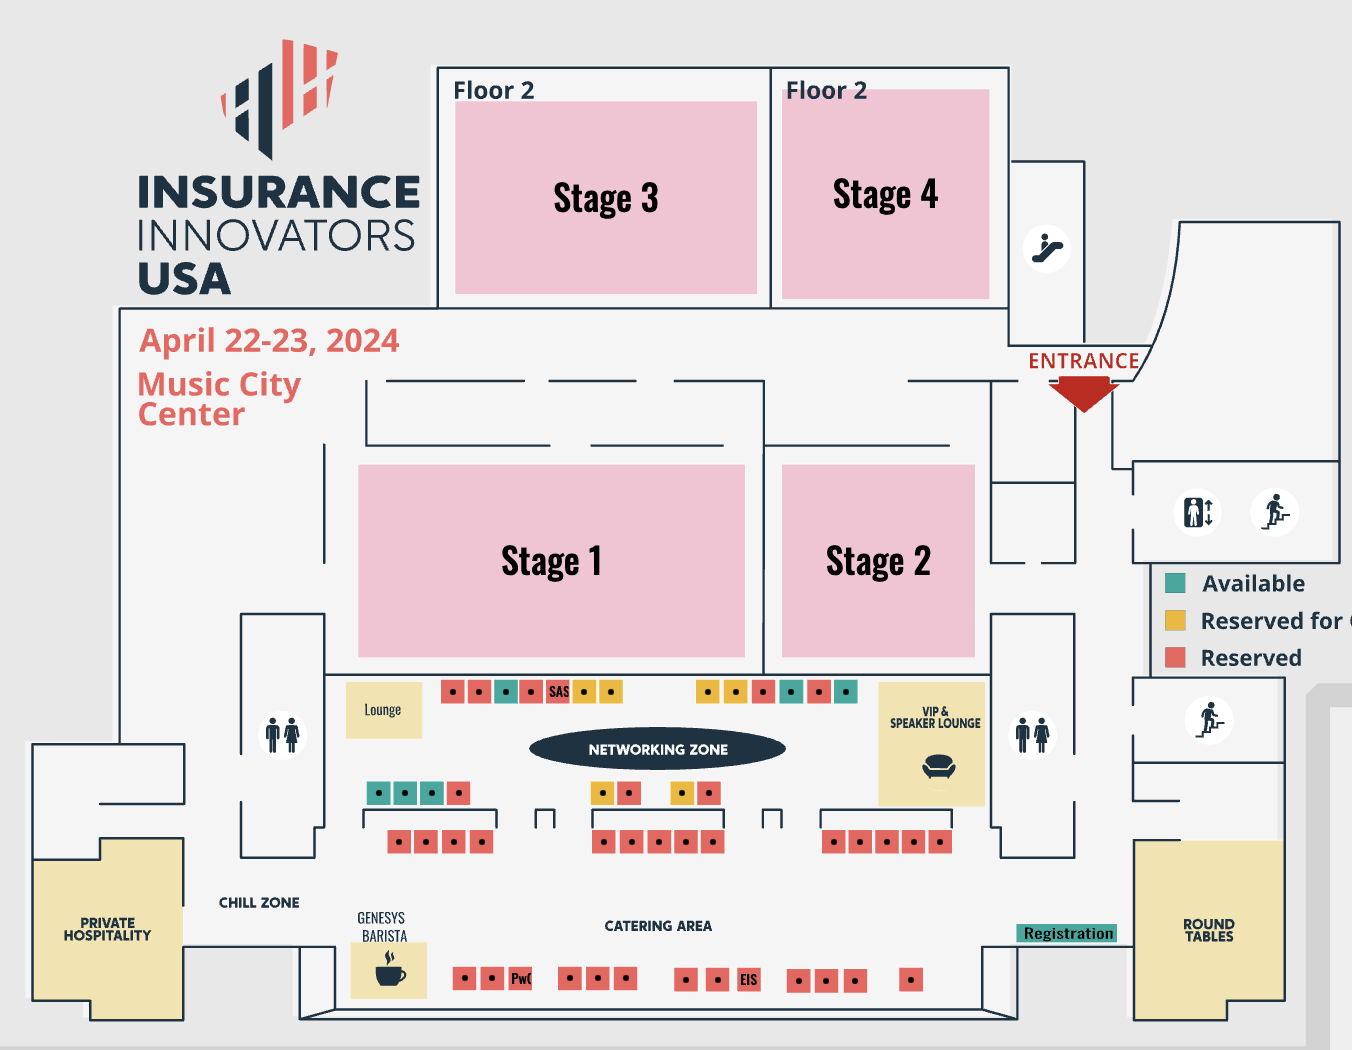 INSURANCE
INNOVATORS
USA
April 22-23, 2024
Music City
Center
Floor 2
Floor 2
Stage 3
Stage 4
ENTRANCE
Stage 1
Stage 2
Available
Reserved for
Reserved
SAS
Lounge
VIP &
SPEAKER LOUNGE
NETWORKING ZONE
CHILL ZONE
PRIVATE
HOSPITALITY
GENESYS
BARISTA
CATERING AREA
Registration
ROUND
TABLES
PwC
EIS